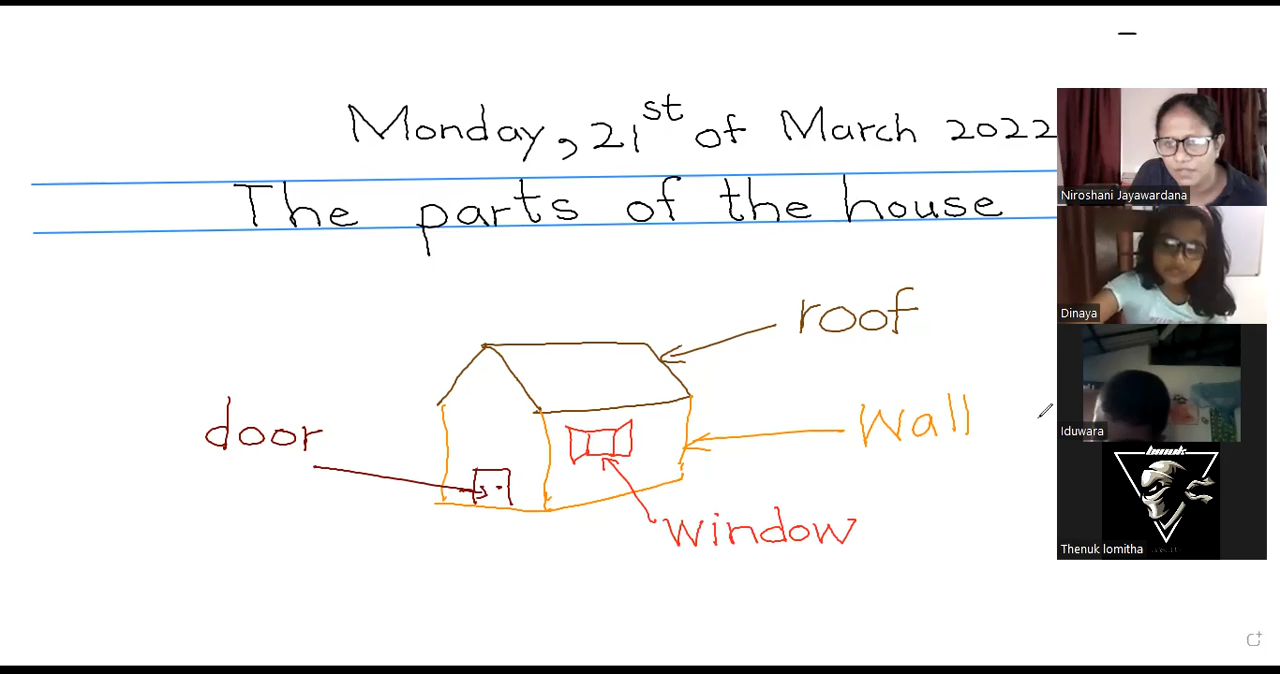 Monday, 21st of March 2022
The parts of the house
roof
door
Wall
window
Niroshani Jayawardana
Dinaya
Iduwara
Thenuk lomitha